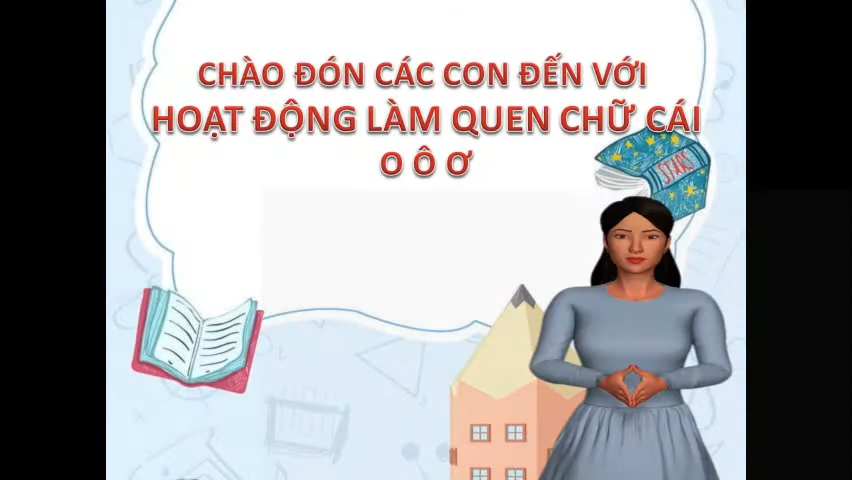 CHÀO ĐÓN CÁC CON ĐẾN VỚI
HOẠT ĐỘNG LÀM QUEN CHỮ CÁI
O Ô Ơ
STARS